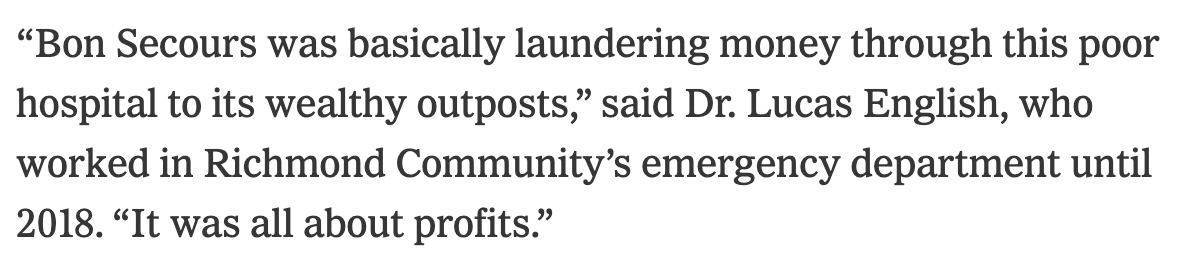 “Bon Secours was basically laundering money through this poor
hospital to its wealthy outposts,” said Dr. Lucas English, who
worked in Richmond Community’s emergency department until
2018. “It was all about profits.”